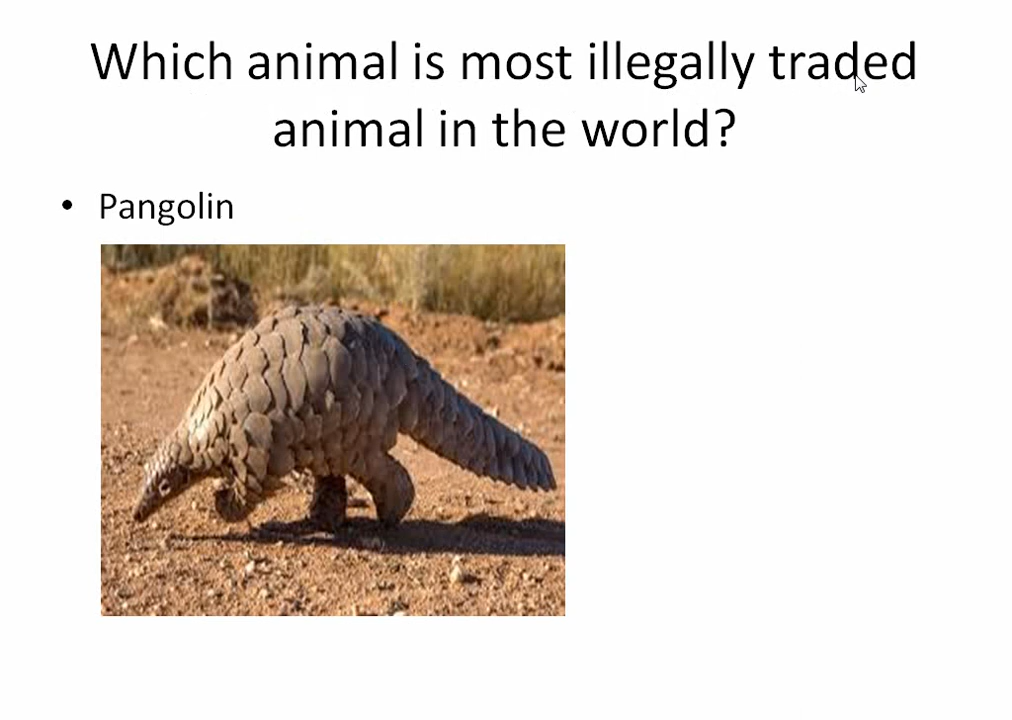 Which animal is most illegally traded
animal in the world?
• Pangolin